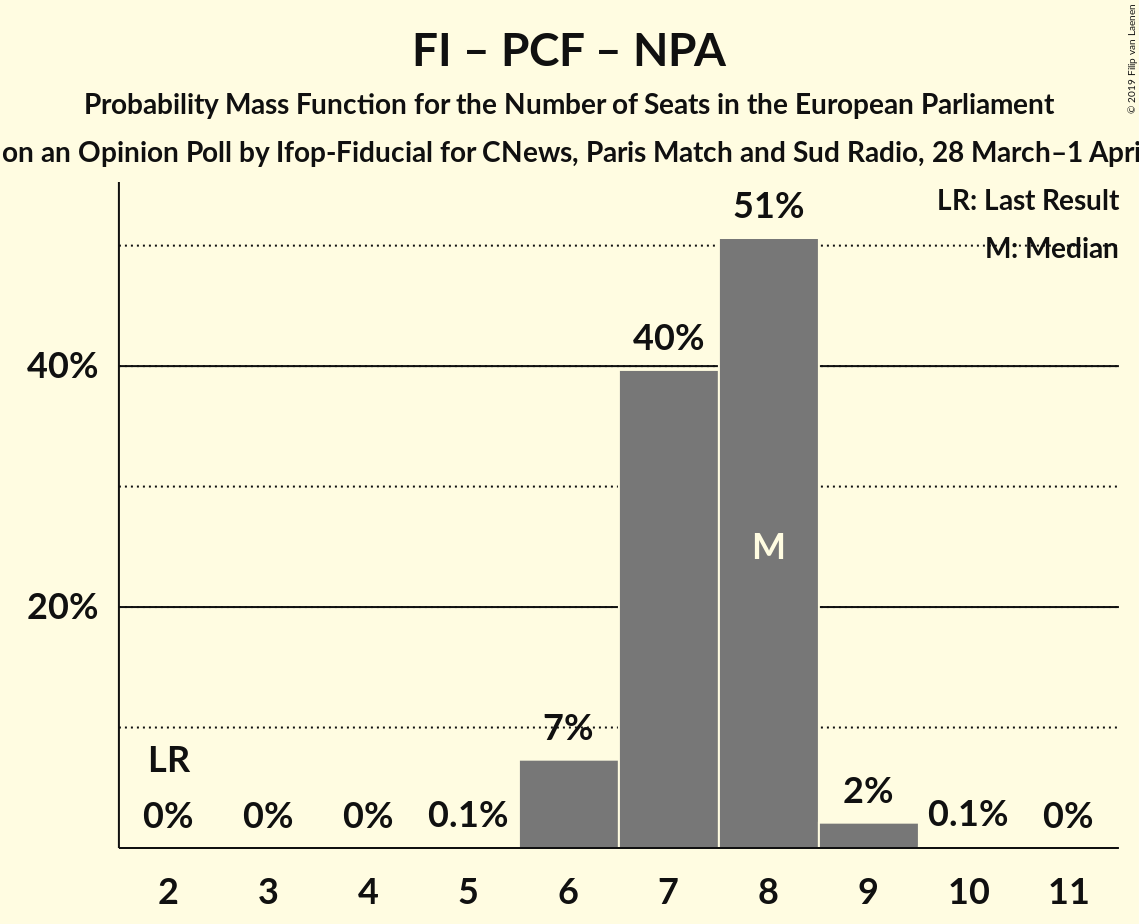 FI – PCF – NPA
Probability Mass Function for the Number of Seats in the European Parliament
on an Opinion Poll by Ifop-Fiducial for CNews, Paris Match and Sud Radio, 28 March–1 Apri
© 2019 Filip van Laenen
LR: Last Result
M: Median
51%
40%
40%
M
20%
7%
LR
2%
0% 0% 0% 0.1% 0.1% 0%
2 3 4 5 6 7 8 9 10 11